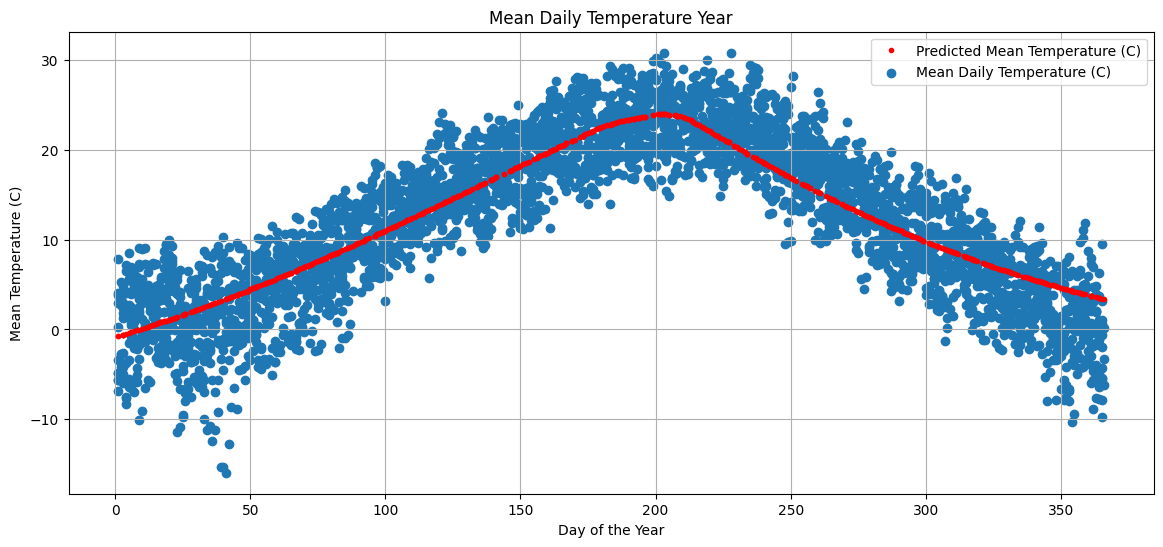 Mean Daily Temperature Year
Predicted Mean Temperature (C)
Mean Daily Temperature (C)
Mean Temperature (C)
30
20
10
0
−10
0 50 100 150 200 250 300 350
Day of the Year